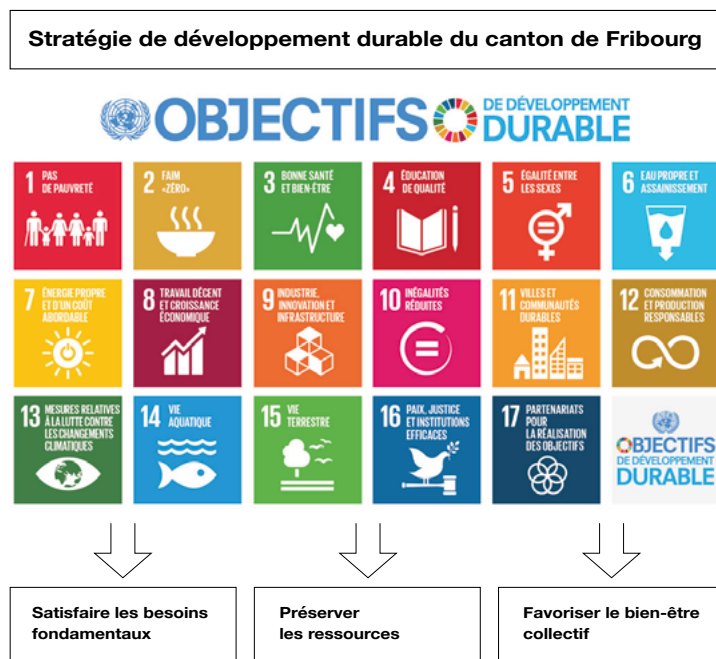 Stratégie de développement durable du canton de Fribourg
OBJECTIFS DE DÉVELOPPEMENT DURABLE
1 PAS DE PAUVRETÉ
2 FAIM «ZÉRO»
3 BONNE SANTÉ ET BIEN-ÊTRE
4 ÉDUCATION DE QUALITÉ
5 ÉGALITÉ ENTRE LES SEXES
6 EAU PROPRE ET ASSAINISSEMENT
7 ÉNERGIE PROPRE ET D'UN COÛT ABORDABLE
8 TRAVAIL DÉCENT ET CROISSANCE ÉCONOMIQUE
9 INDUSTRIE, INNOVATION ET INFRASTRUCTURE
10 INÉGALITÉS RÉDUITES
11 VILLES ET COMMUNAUTÉS DURABLES
12 CONSOMMATION ET PRODUCTION RESPONSABLES
13 MESURES RELATIVES À LA LUTTE CONTRE LES CHANGEMENTS CLIMATIQUES
14 VIE AQUATIQUE
15 VIE TERRESTRE
16 PAIX, JUSTICE ET INSTITUTIONS EFFICACES
17 PARTENARIATS POUR LA RÉALISATION DES OBJECTIFS
OBJECTIFS
DE DÉVELOPPEMENT
DURABLE
Satisfaire les besoins
fondamentaux
Préserver
les ressources
Favoriser le bien-être
collectif